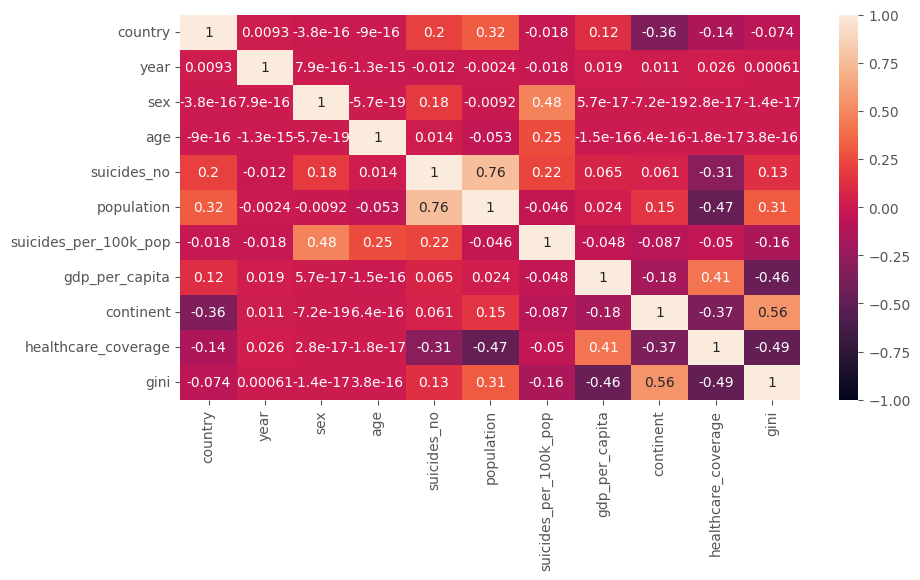 country 1 0.0093 -3.8e-16 -9e-16 0.2 0.32 -0.018 0.12 -0.36 -0.14 -0.074 1.00
year 0.0093 1 7.9e-16 -1.3e-15 -0.012 -0.0024 -0.018 0.019 0.011 0.026 0.00061 0.75
sex -3.8e-16 7.9e-16 1 -5.7e-19 0.18 -0.0092 0.48 5.7e-17 -7.2e-19 2.8e-17 -1.4e-17 0.50
age -9e-16 -1.3e-15 -5.7e-19 1 0.014 -0.053 0.25 -1.5e-16 6.4e-16 -1.8e-17 3.8e-16
suicides_no 0.2 -0.012 0.18 0.014 1 0.76 0.22 0.065 0.061 -0.31 0.13 0.25
population 0.32 -0.0024 -0.0092 -0.053 0.76 1 -0.046 0.024 0.15 -0.47 0.31 0.00
suicides_per_100k_pop -0.018 -0.018 0.48 0.25 0.22 -0.046 1 -0.048 -0.087 -0.05 -0.16 −0.25
gdp_per_capita 0.12 0.019 5.7e-17 -1.5e-16 0.065 0.024 -0.048 1 -0.18 0.41 -0.46
continent -0.36 0.011 -7.2e-19 6.4e-16 0.061 0.15 -0.087 -0.18 1 -0.37 0.56 −0.50
healthcare_coverage -0.14 0.026 2.8e-17 -1.8e-17 -0.31 -0.47 -0.05 0.41 -0.37 1 -0.49 −0.75
gini -0.074 0.00061 -1.4e-17 3.8e-16 0.13 0.31 -0.16 -0.46 0.56 -0.49 1 −1.00
country year sex age suicides_no population suicides_per_100k_pop gdp_per_capita continent healthcare_coverage gini